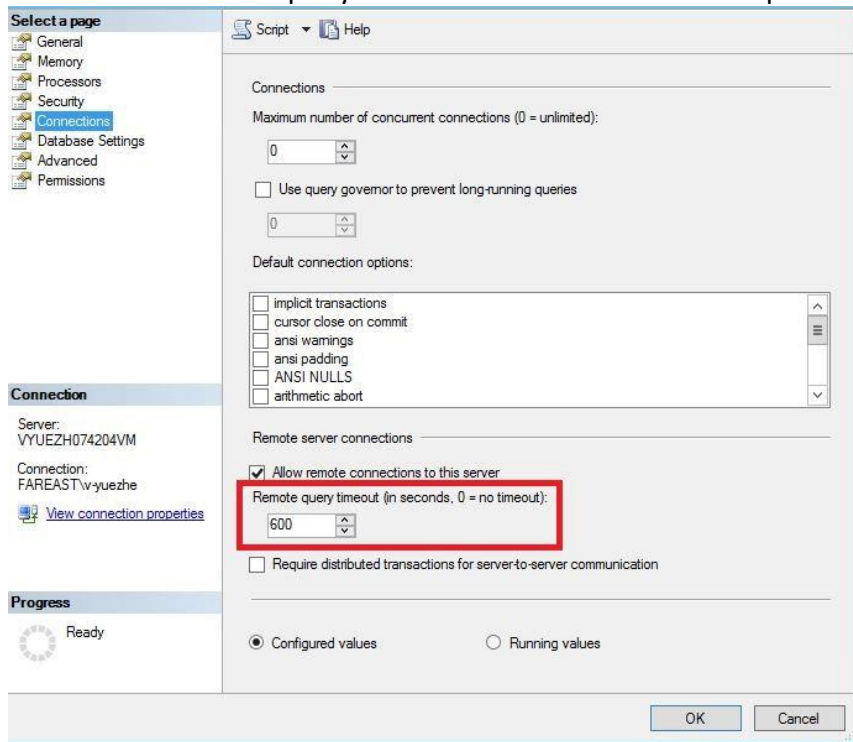 Select a page
General
Memory
Processors
Security
Connections
Database Settings
Advanced
Permissions
Connection
Server:
VYUEZH074204VM
Connection:
FAREAST\v-yuezhe
View connection properties
Progress
Ready
Script Help
Connections
Maximum number of concurrent connections (0 = unlimited):
0
Use query governor to prevent long-running queries
0
Default connection options:
implicit transactions
cursor close on commit
ansi warnings
ansi padding
ANSI NULLS
arithmetic abort
Remote server connections
Allow remote connections to this server
Remote query timeout (in seconds, 0 = no timeout):
600
Require distributed transactions for server-to-server communication
Configured values Running values
OK Cancel